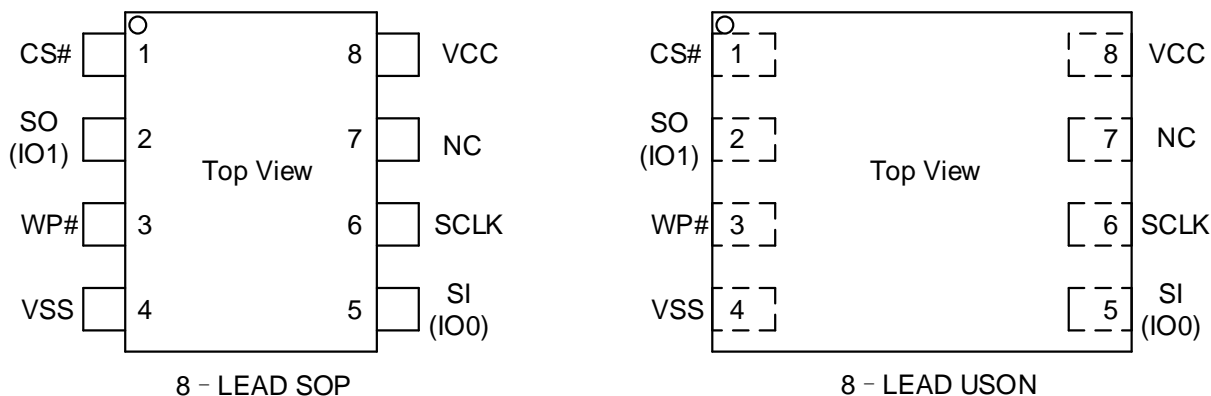 CS#
1
8
VCC
SO
(IO1)
2
7
NC
Top View
WP#
3
6
SCLK
VSS
4
5
SI
(IO0)
8 – LEAD SOP
CS#
1
8
VCC
SO
(IO1)
2
7
NC
Top View
WP#
3
6
SCLK
VSS
4
5
SI
(IO0)
8 – LEAD USON